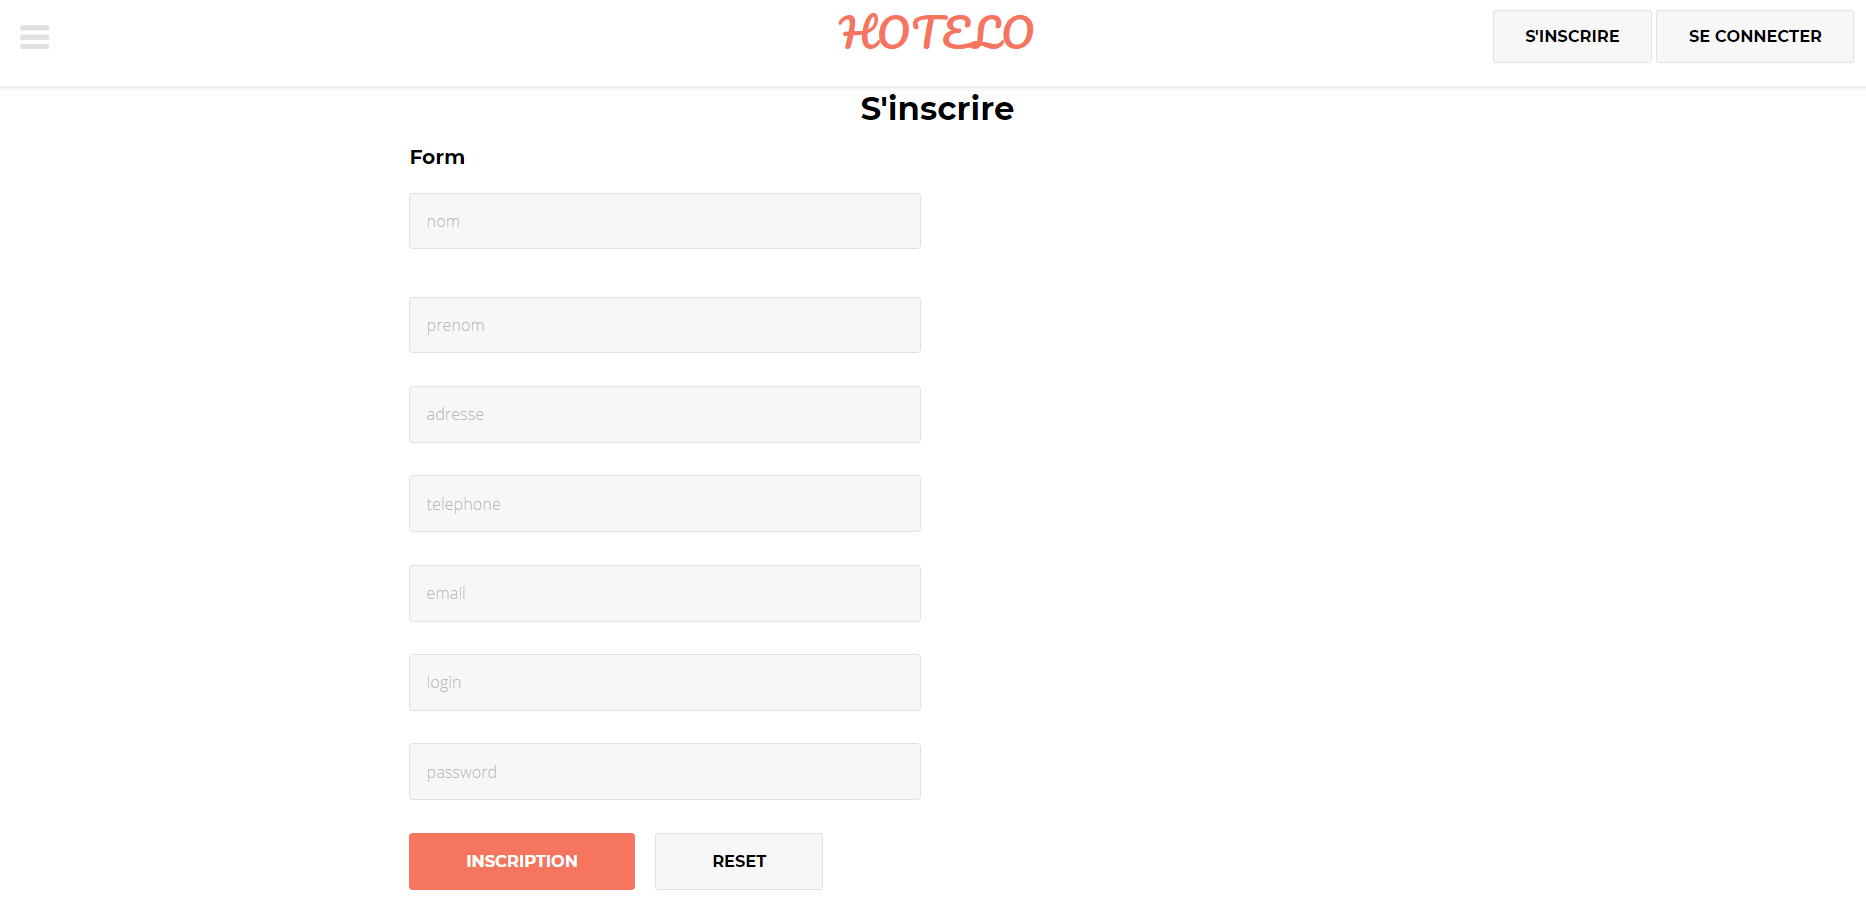 HOTELO
S'INSCRIRE
SE CONNECTER
S'inscrire
Form
nom
prenom
adresse
telephone
email
login
password
INSCRIPTION
RESET